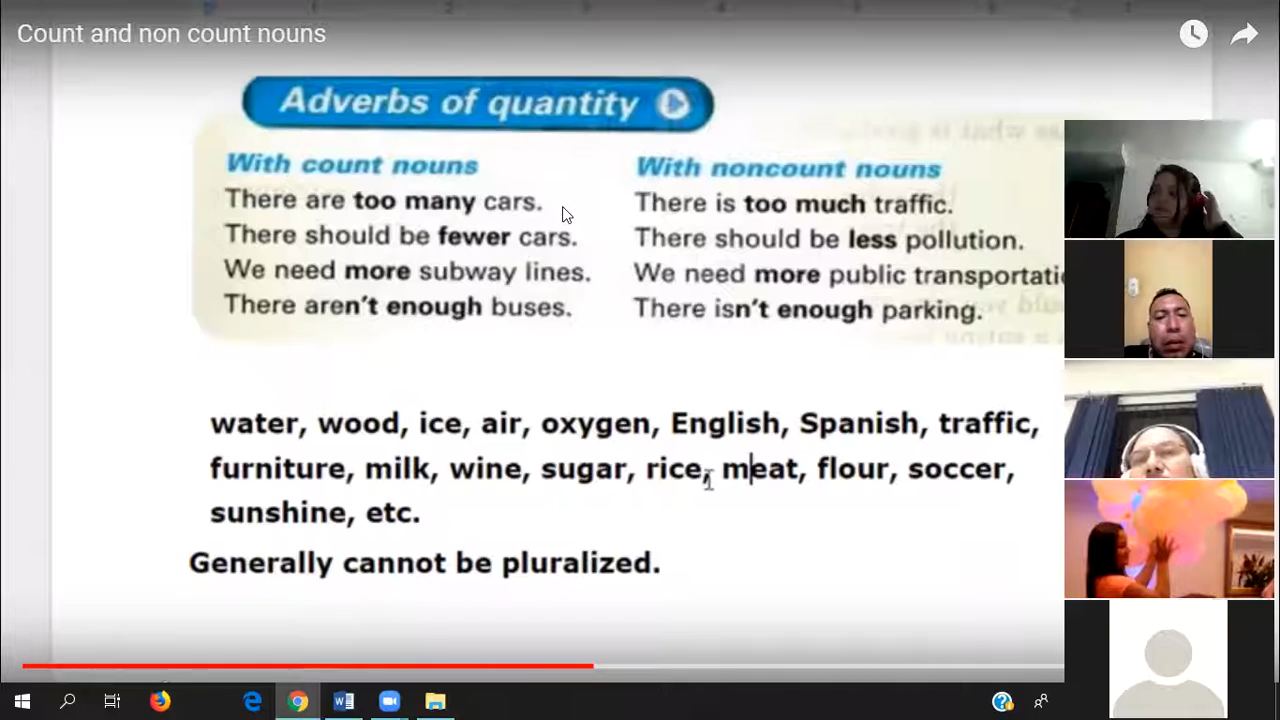 Count and non count nouns
Adverbs of quantity
With count nouns
There are too many cars.
There should be fewer cars.
We need more subway lines.
There aren't enough buses.
With noncount nouns
There is too much traffic.
There should be less pollution.
We need more public transportatio
There isn't enough parking.
water, wood, ice, air, oxygen, English, Spanish, traffic,
furniture, milk, wine, sugar, rice, meat, flour, soccer,
sunshine, etc.
Generally cannot be pluralized.